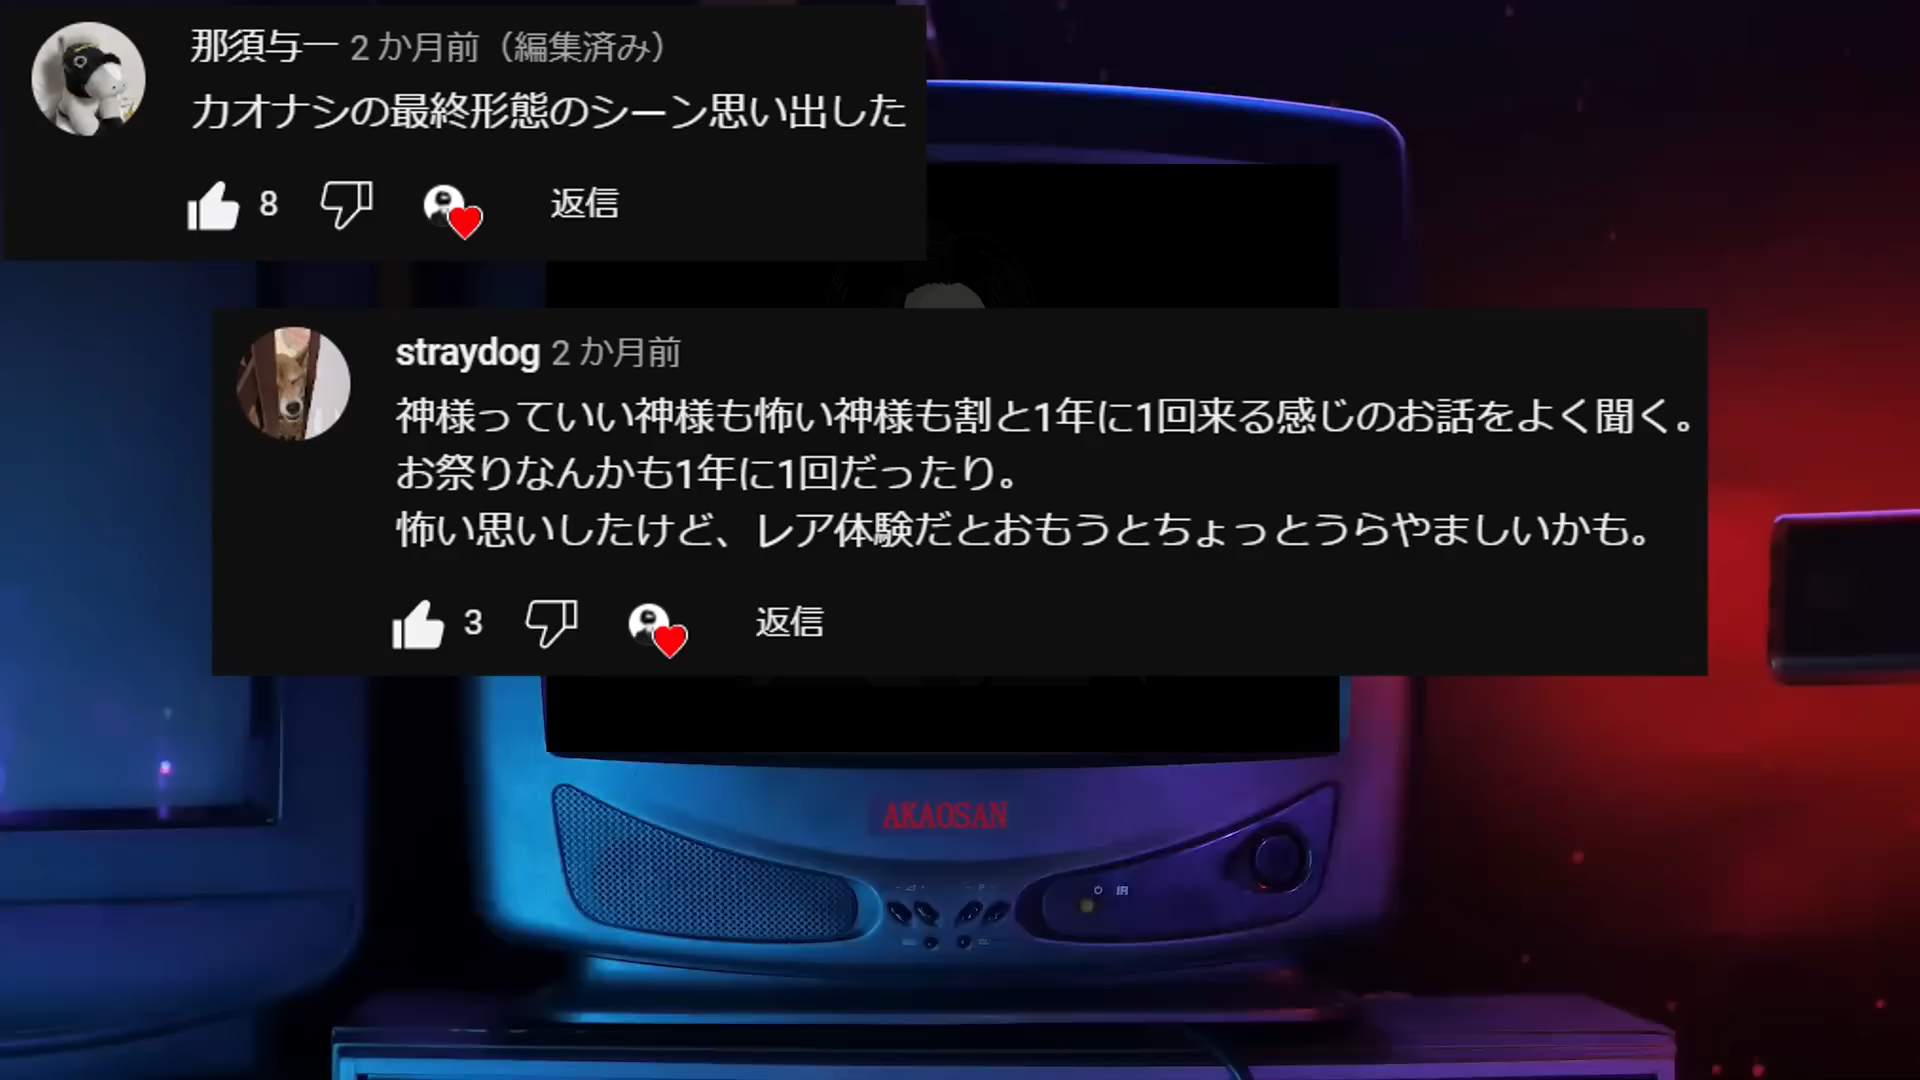 那須与一 2 か月前（編集済み）
カオナシの最終形態のシーン思い出した
8 返信
straydog 2 か月前
神様っていい神様も怖い神様も割と1年に1回来る感じのお話をよく聞く。
お祭りなんかも1年に1回だったり。
怖い思いしたけど、レア体験だとおもうとちょっとうらやましいかも。
3 返信
AKAOSAN